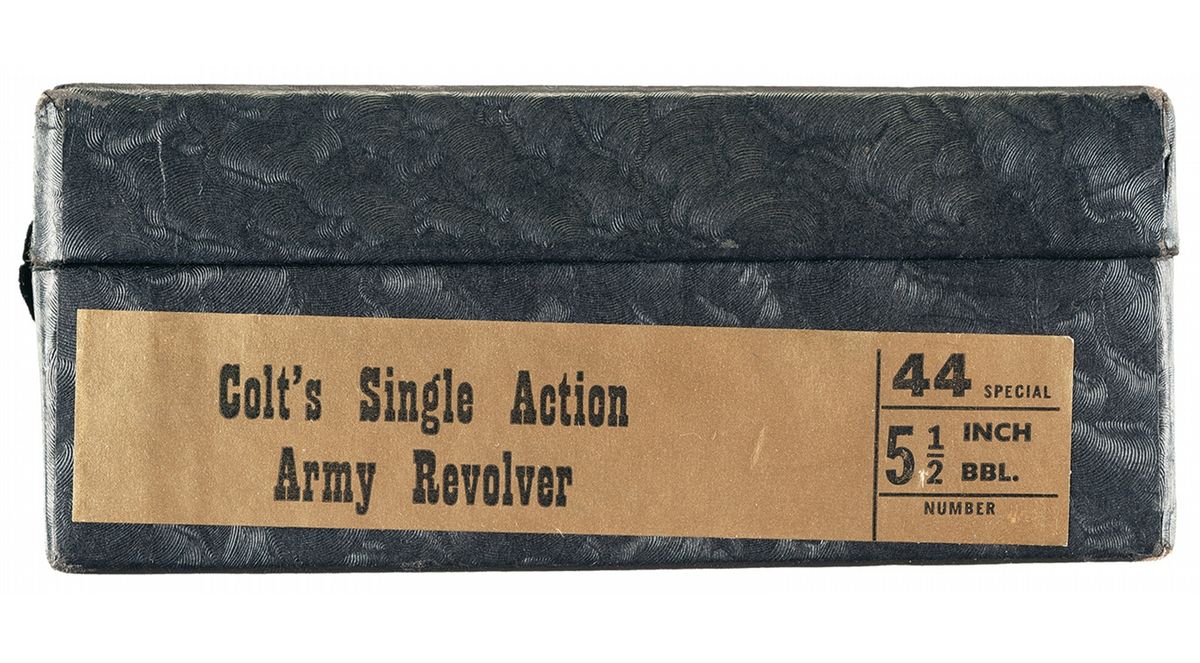 Colt's Single Action
Army Revolver
44 SPECIAL
5 1/2 INCH BBL.
NUMBER